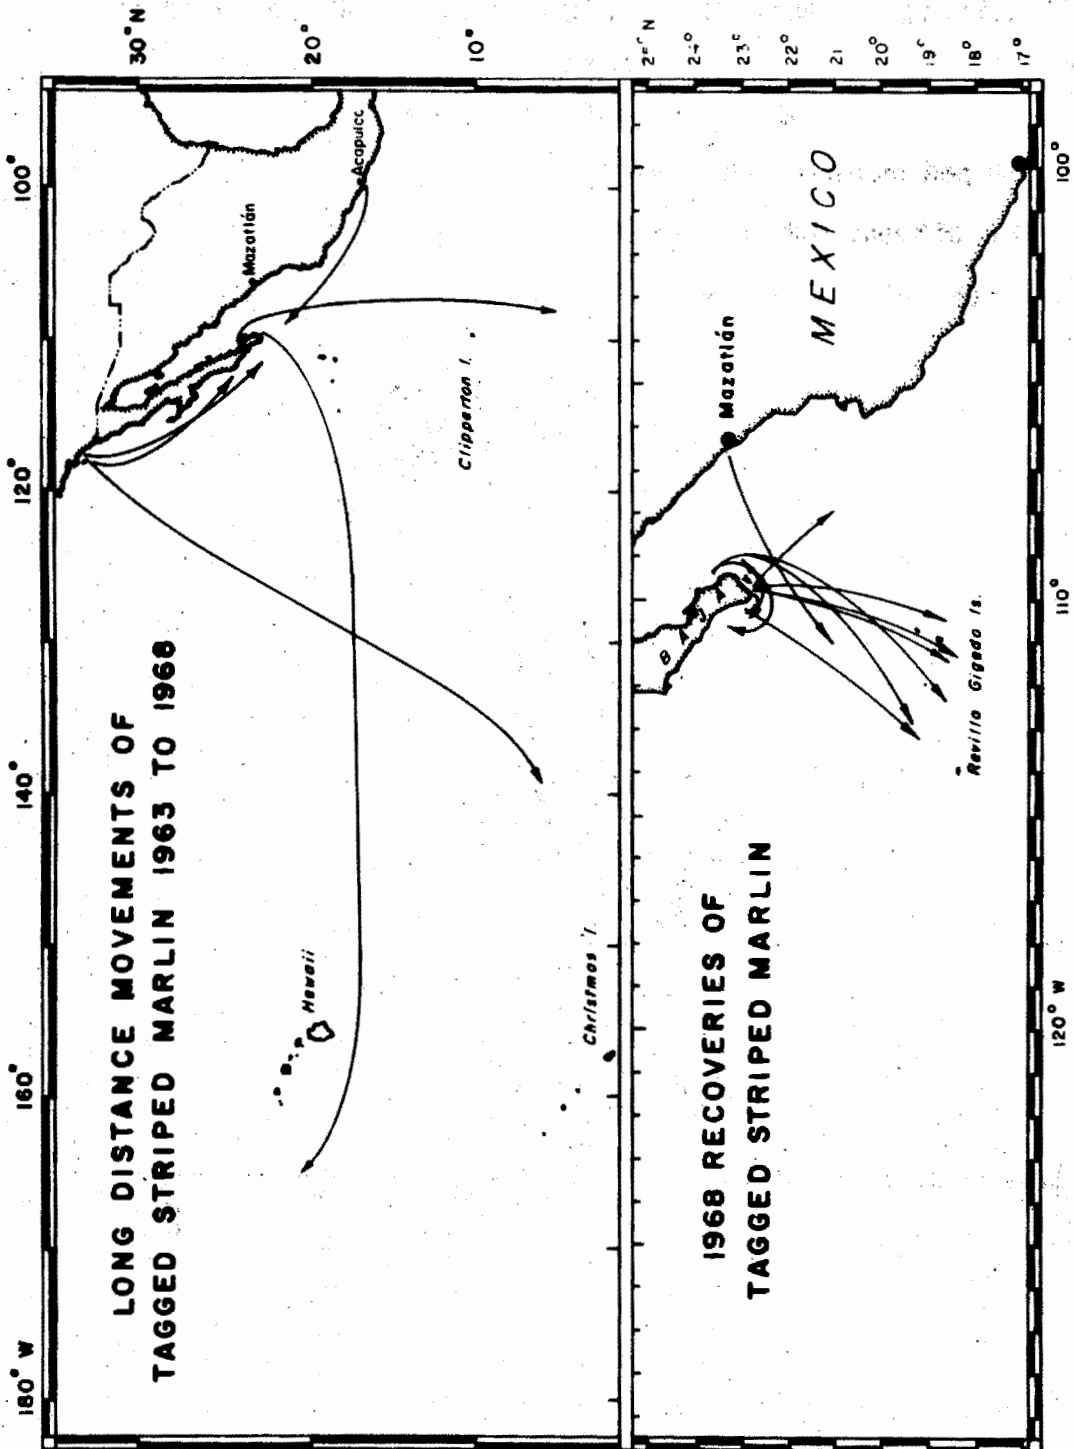 LONG DISTANCE MOVEMENTS OF
TAGGED STRIPED MARLIN 1963 TO 1968
180° W
160°
140°
120°
100°
30° N
20°
10°
Hawaii
Christmas I.
Clipperton I.
Mazatlán
Acapulcc
1968 RECOVERIES OF
TAGGED STRIPED MARLIN
24°
23°
22°
21
20°
19°
18°
17°
120° W
110°
100°
Mazatlán
MEXICO
B
Revilla Gigedo Is.